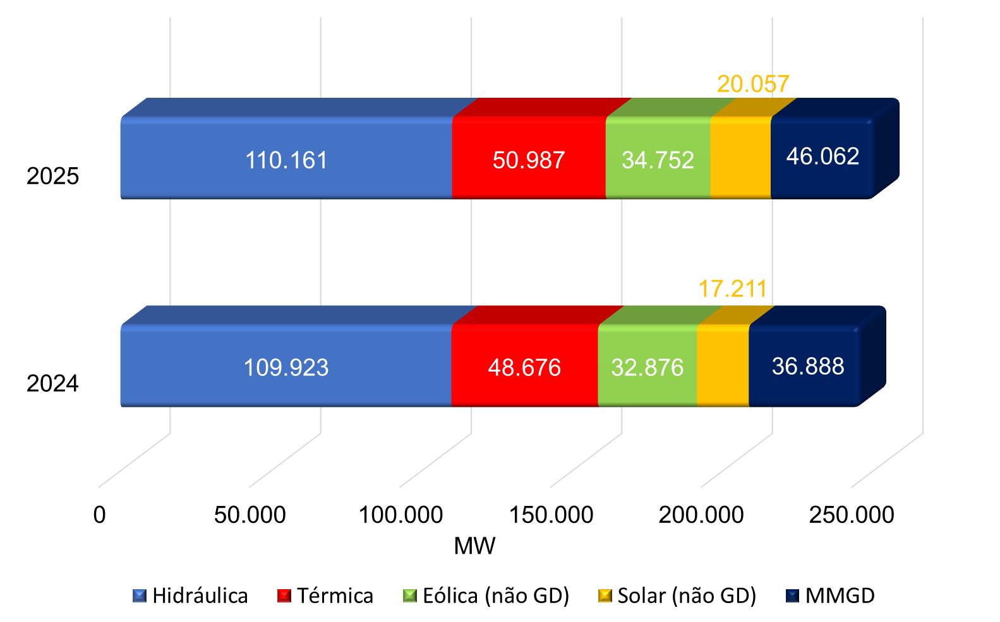 20.057
2025 110.161 50.987 34.752 46.062
17.211
2024 109.923 48.676 32.876 36.888
0 50.000 100.000 150.000 200.000 250.000
MW
Hidráulica Térmica Eólica (não GD) Solar (não GD) MMGD